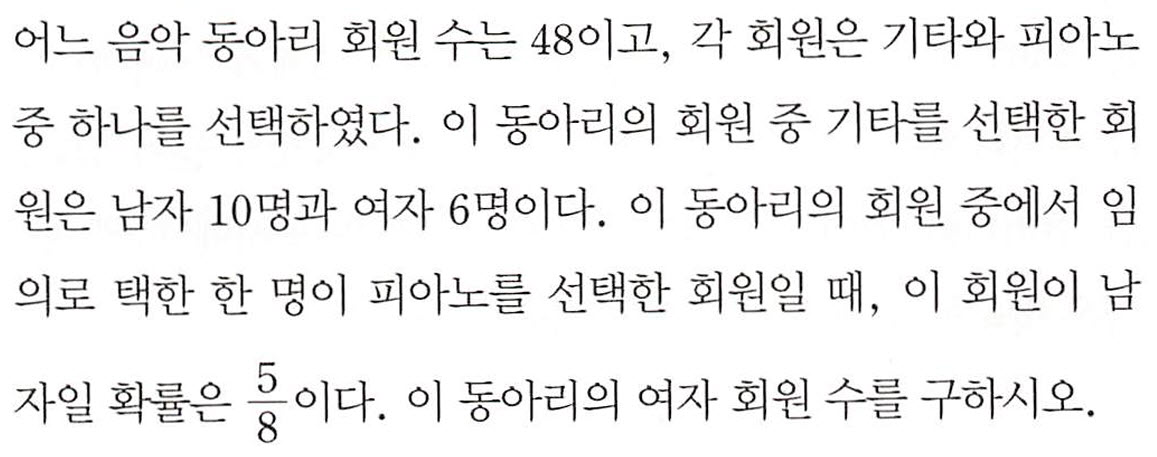 어느 음악 동아리 회원 수는 48이고, 각 회원은 기타와 피아노
중 하나를 선택하였다. 이 동아리의 회원 중 기타를 선택한 회
원은 남자 10명과 여자 6명이다. 이 동아리의 회원 중에서 임
의로 택한 한 명이 피아노를 선택한 회원일 때, 이 회원이 남
자일 확률은 5/8이다. 이 동아리의 여자 회원 수를 구하시오.